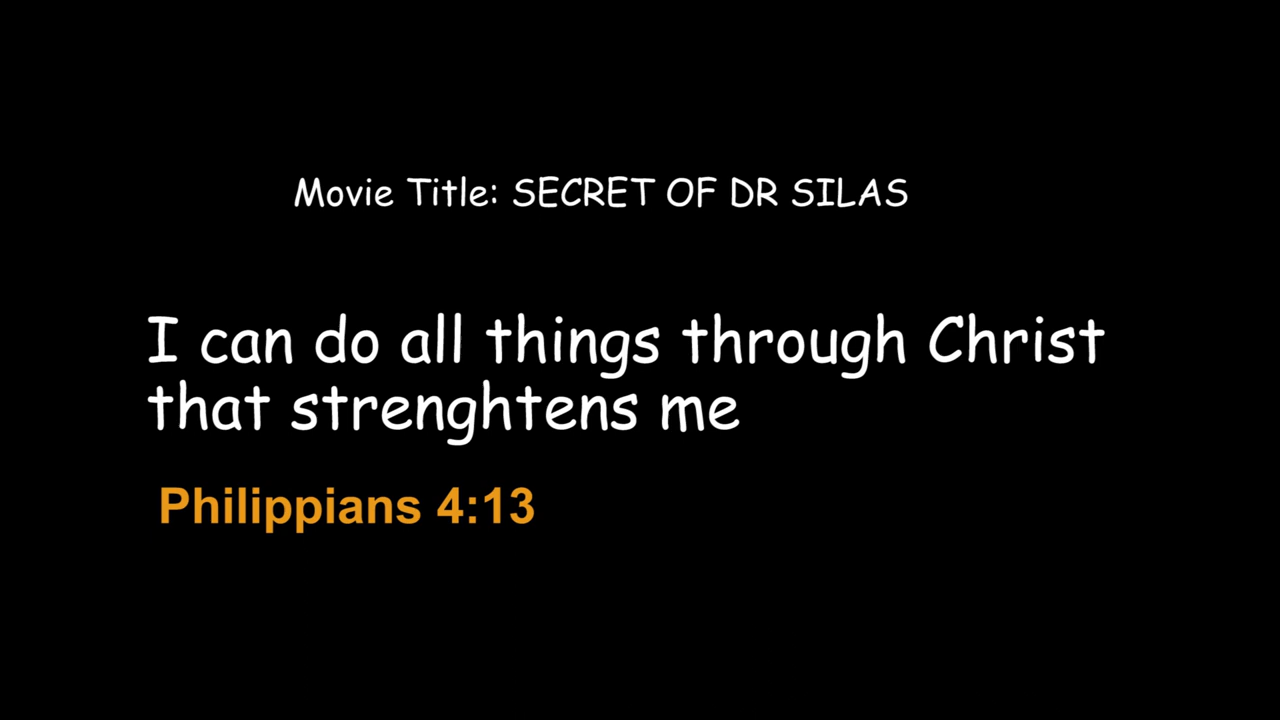 Movie Title: SECRET OF DR SILAS
I can do all things through Christ
that strenghtens me
Philippians 4:13